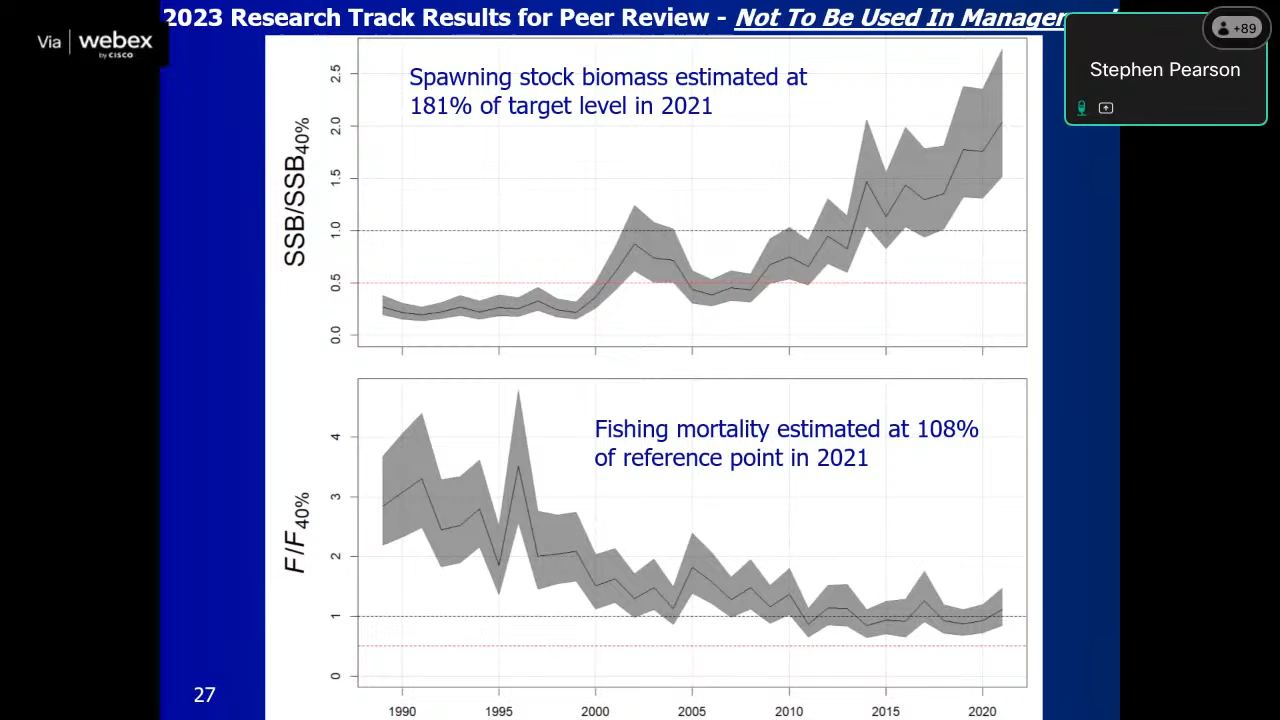 2023 Research Track Results for Peer Review - Not To Be Used In
Via | webex
by CISCO
+89
Stephen Pearson
Spawning stock biomass estimated at
181% of target level in 2021
SSB/SSB40%
2.5
2.0
1.5
1.0
0.5
0.0
Fishing mortality estimated at 108%
of reference point in 2021
F/F40%
4
3
2
1
0
1990 1995 2000 2005 2010 2015 2020
27